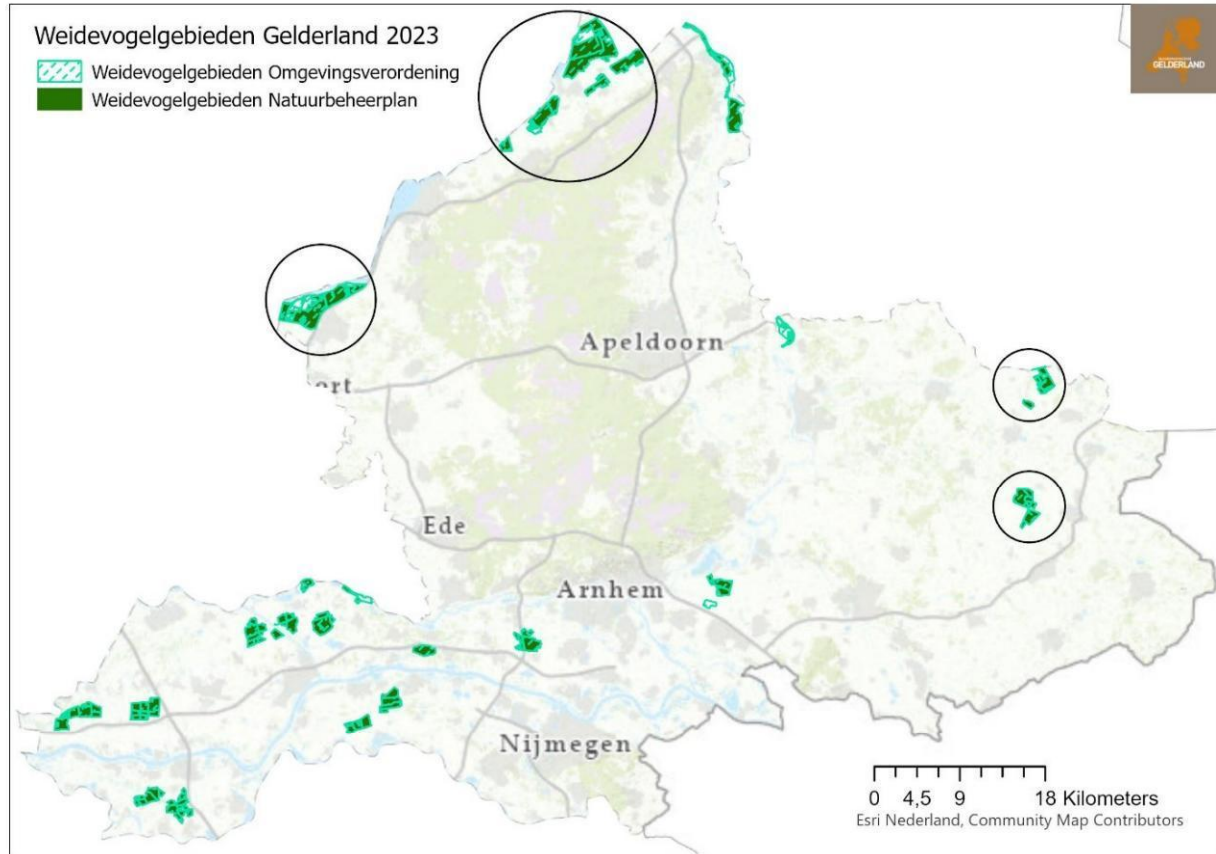 Weidevogelgebieden Gelderland 2023
Weidevogelgebieden Omgevingsverordening
Weidevogelgebieden Natuurbeheerplan
GELDERLAND
Apeldoorn
ort
Ede
Arnhem
Nijmegen
0 4,5 9 18 Kilometers
Esri Nederland, Community Map Contributors